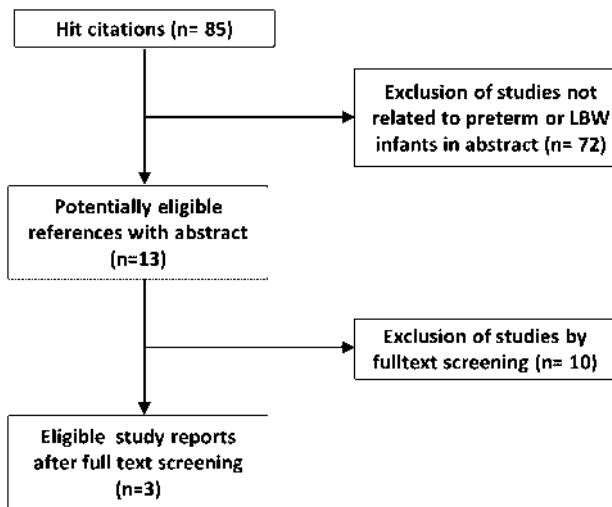 Hit citations (n= 85)
Exclusion of studies not
related to preterm or LBW
infants in abstract (n= 72)
Potentially eligible
references with abstract
(n=13)
Exclusion of studies by
fulltext screening (n= 10)
Eligible study reports
after full text screening
(n=3)